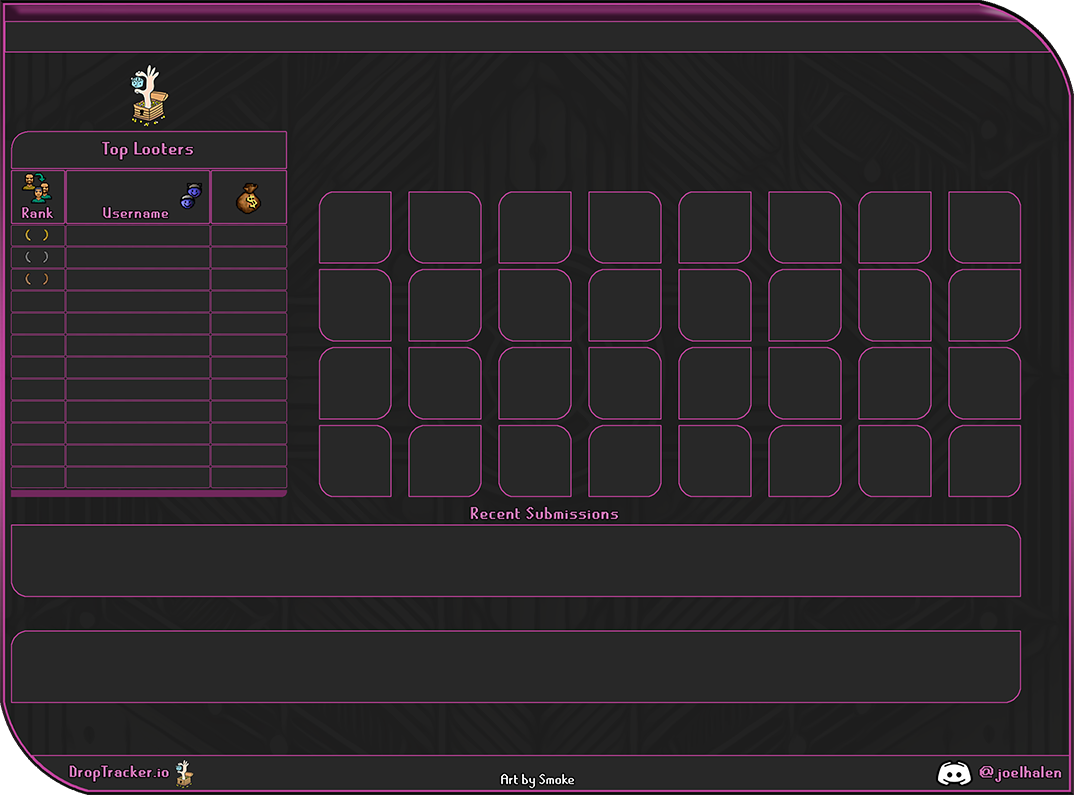 Top Looters
Rank
Username
( )
( )
( )
Recent Submissions
DropTracker.io
Art by Smoke
@joelhalen